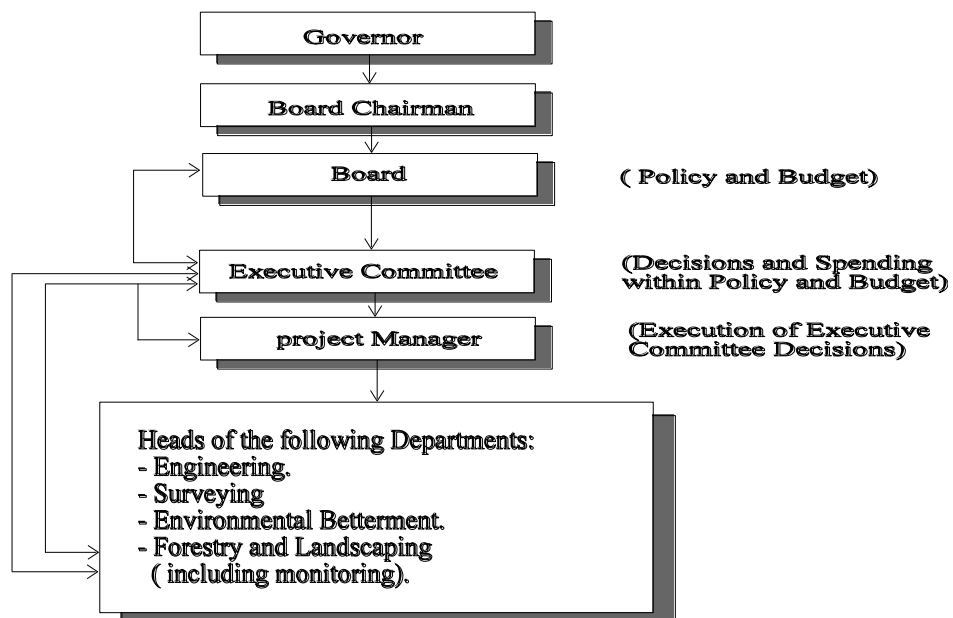 Governor
Board Chairman
Board
( Policy and Budget)
Executive Committee
(Decisions and Spending
within Policy and Budget)
project Manager
(Execution of Executive
Committee Decisions)
Heads of the following Departments:
- Engineering.
- Surveying
- Environmental Betterment.
- Forestry and Landscaping
( including monitoring).